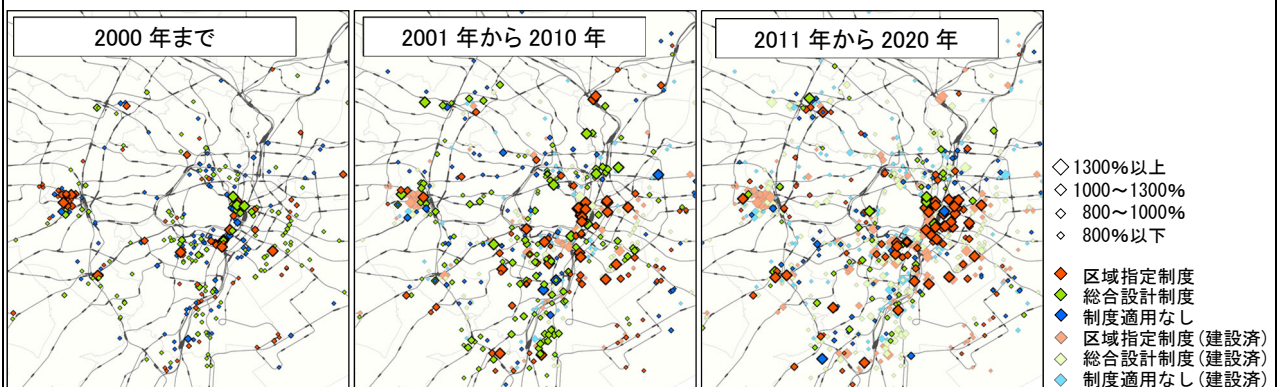 2000 年まで
2001 年から 2010 年
2011 年から 2020 年
1300%以上
1000～1300%
800～1000%
800%以下
区域指定制度
総合設計制度
制度適用なし
区域指定制度(建設済)
総合設計制度(建設済)
制度適用なし(建設済)